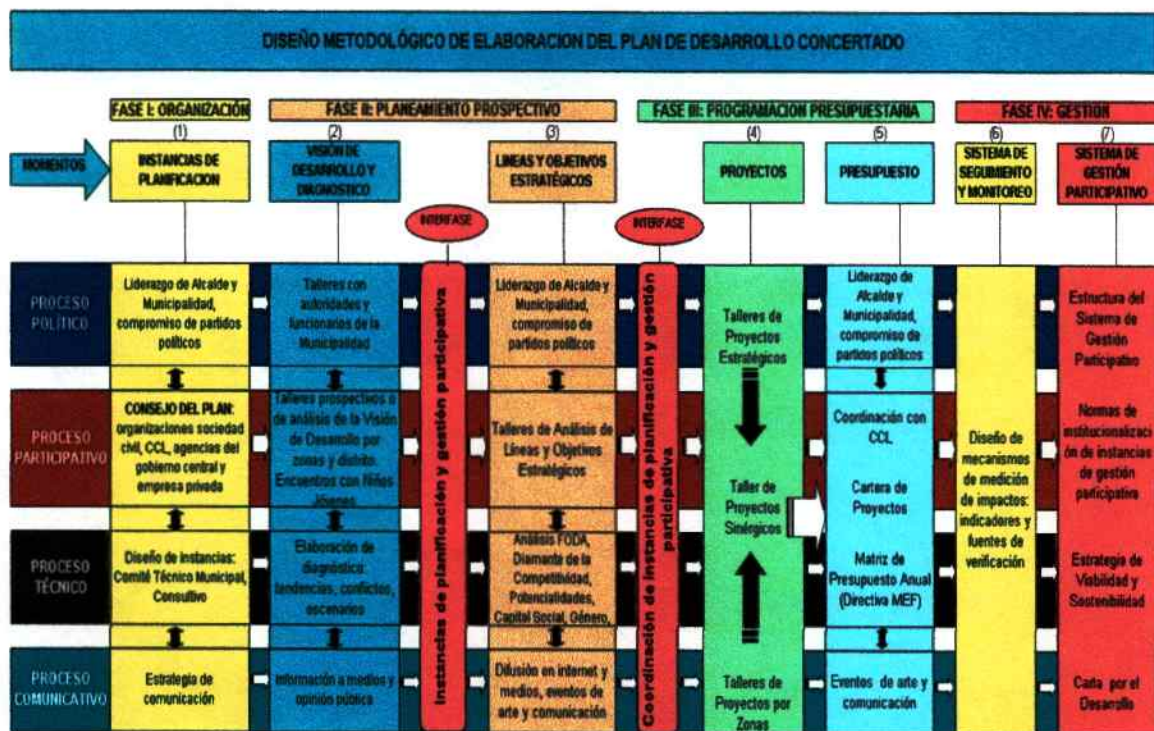 DISEÑO METODOLÓGICO DE ELABORACION DEL PLAN DE DESARROLLO CONCERTADO
FASE I: ORGANIZACIÓN
FASE II: PLANEAMIENTO PROSPECTIVO
FASE III: PROGRAMACION PRESUPUESTARIA
FASE IV: GESTION
MOMENTOS
(1)
INSTANCIAS DE
PLANIFICACION
(2)
VISIÓN DE
DESARROLLO Y
DIAGNOSTICO
(3)
LINEAS Y OBJETIVOS
ESTRATÉGICOS
(4)
PROYECTOS
(5)
PRESUPUESTO
(6)
SISTEMA DE
SEGUIMIENTO
Y MONITOREO
(7)
SISTEMA DE
GESTIÓN
PARTICIPATIVO
INTERFASE
INTERFASE
PROCESO
POLÍTICO
Liderazgo de Alcalde y
Municipalidad,
compromiso de partidos
políticos
Talleres con
autoridades y
funcionarios de la
Municipalidad
Instancias de planificación y gestión participativa
Liderazgo de Alcalde y
Municipalidad,
compromiso de
partidos políticos
Coordinación de instancias de planificación y gestión
participativa
Talleres de
Proyectos
Estratégicos
Liderazgo de
Alcalde y
Municipalidad,
compromiso de
partidos políticos
Estructura del
Sistema de
Gestión
Participativo
PROCESO
PARTICIPATIVO
CONSEJO DEL PLAN:
organizaciones sociedad
civil, CCL, agencias del
gobierno central y
empresa privada
Talleres prospectivos o
de análisis de la Visión
de Desarrollo por
zonas y distrito.
Encuentros con Niños
Jóvenes
Talleres de Análisis de
Líneas y Objetivos
Estratégicos
Taller de
Proyectos
Sinérgicos
Coordinación con
CCL
Cartera de
Proyectos
Diseño de
mecanismos
de medición
de impactos:
indicadores y
fuentes de
verificación
Normas de
institucionalizaci
ón de instancias
de gestión
participativa
PROCESO
TÉCNICO
Diseño de instancias:
Comité Técnico Municipal,
Consultivo
Elaboración de
diagnóstico:
tendencias, conflictos,
escenarios
Análisis FODA,
Diamante de la
Competitividad,
Potencialidades,
Capital Social, Género,
Matriz de
Presupuesto Anual
(Directiva MEF)
Estrategia de
Viabilidad y
Sostenibilidad
PROCESO
COMUNICATIVO
Estrategia de
comunicación
Información a medios y
opinión pública
Difusión en internet y
medios, eventos de
arte y comunicación
Talleres de
Proyectos por
Zonas
Eventos de arte y
comunicación
Carta por el
Desarrollo